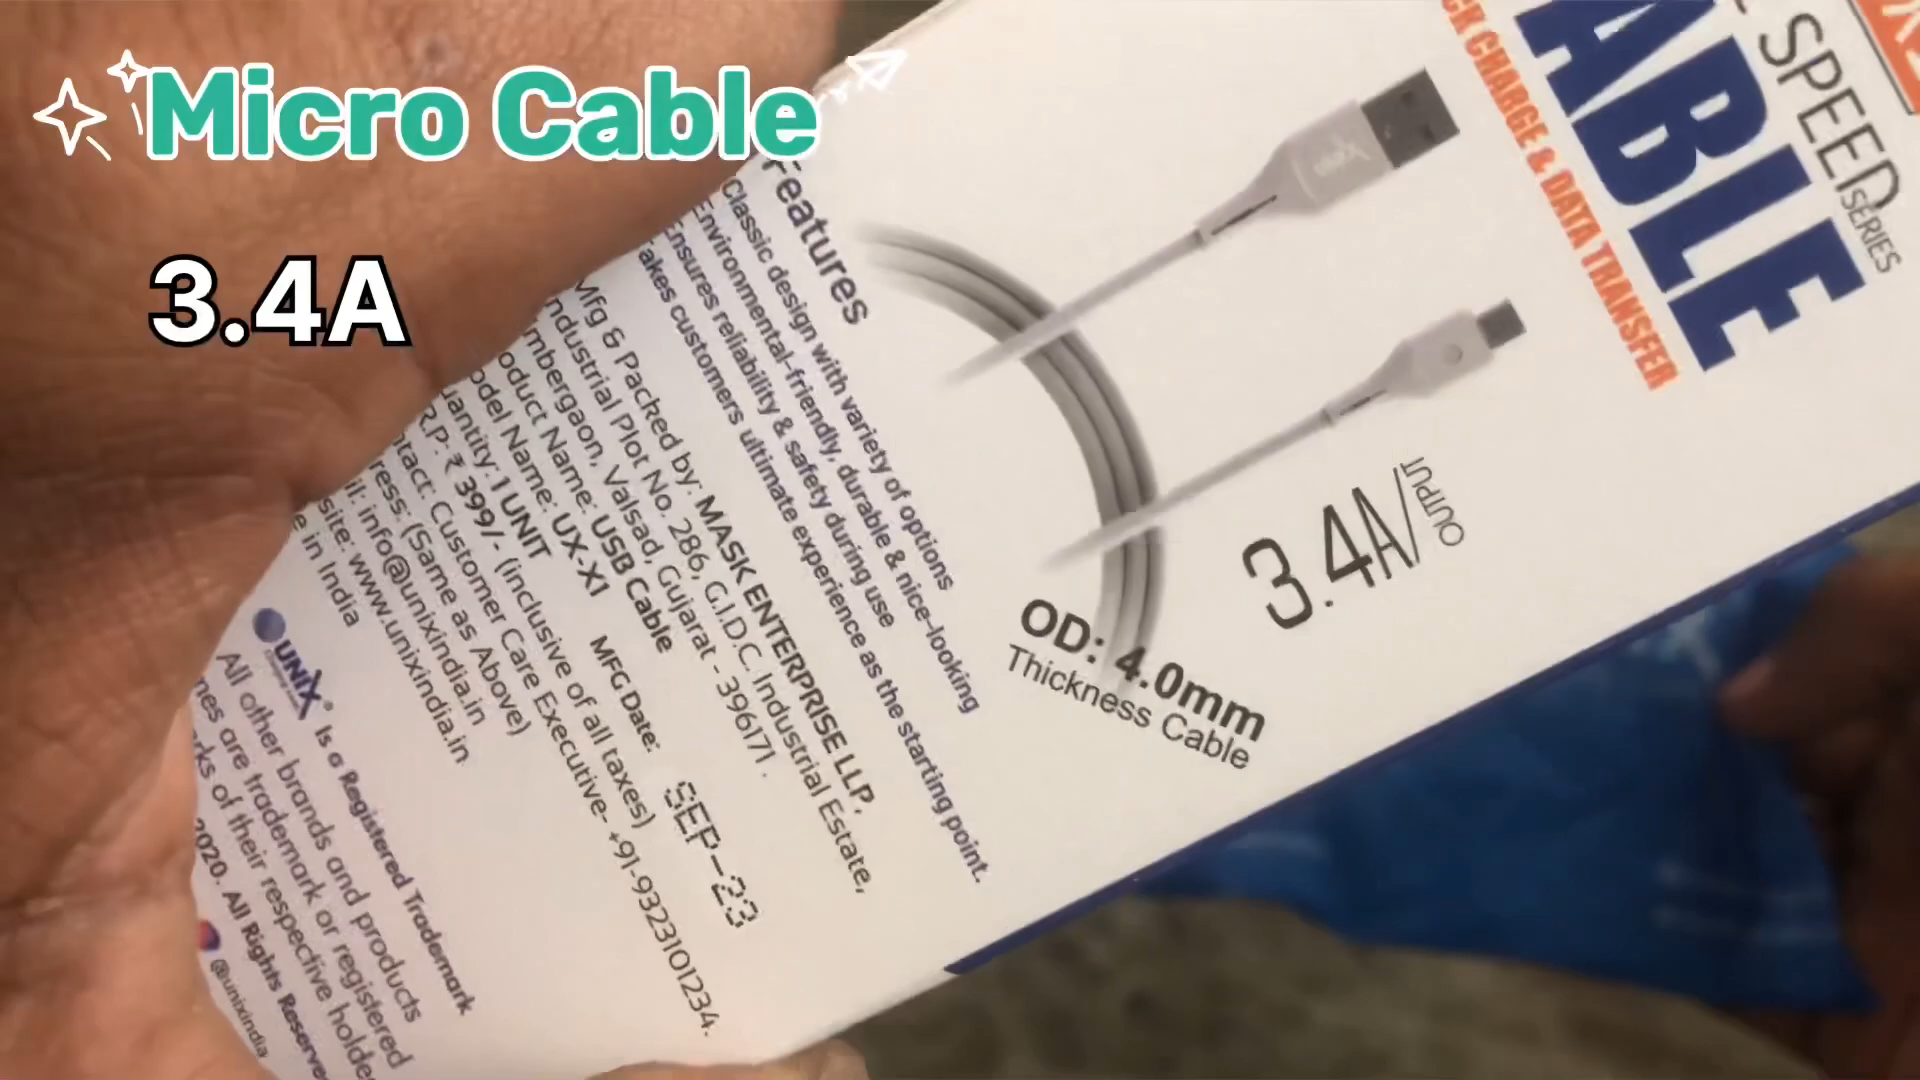 Micro Cable
3.4A
SPEED
SERIES
ABLE
CK CHARGE & DATA TRANSFER
3.4A/OUTPUT
OD: 4.0mm
Thickness Cable
Features
Classic design with variety of options
Environmental-friendly, durable & nice-looking
Ensures reliability & safety during use
akes customers ultimate experience as the starting point.
Mfg & Packed by: MASK ENTERPRISE LLP.
ndustrial Plot No. 286, G.I.D.C. Industrial Estate,
mbergaon, Valsad, Gujarat - 396171.
oduct Name: USB Cable
odel Name: UX-X1
MFG Date: SEP-23
uantity: 1 UNIT
R.P.: ₹ 399/- (inclusive of all taxes)
ntact: Customer Care Executive- +91-9323101234.
ress: (Same as Above)
il: info@unixindia.in
site: www.unixindia.in
e in India
UNIX® Is a Registered Trademark
All other brands and products
mes are trademark or registered
rks of their respective holde
2020. All Rights Reserve
@unixindia